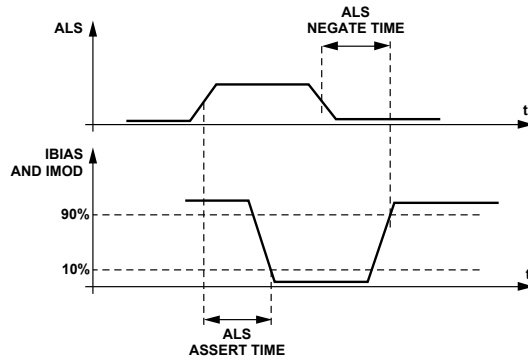 ALS
ALS
NEGATE TIME
t
IBIAS
AND IMOD
90%
10%
t
ALS
ASSERT TIME